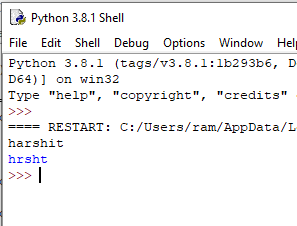 Python 3.8.1 Shell
File Edit Shell Debug Options Window Help
Python 3.8.1 (tags/v3.8.1:1b293b6, D
D64)] on win32
Type "help", "copyright", "credits"
>>>
==== RESTART: C:/Users/ram/AppData/L
harshit
hrsht
>>>